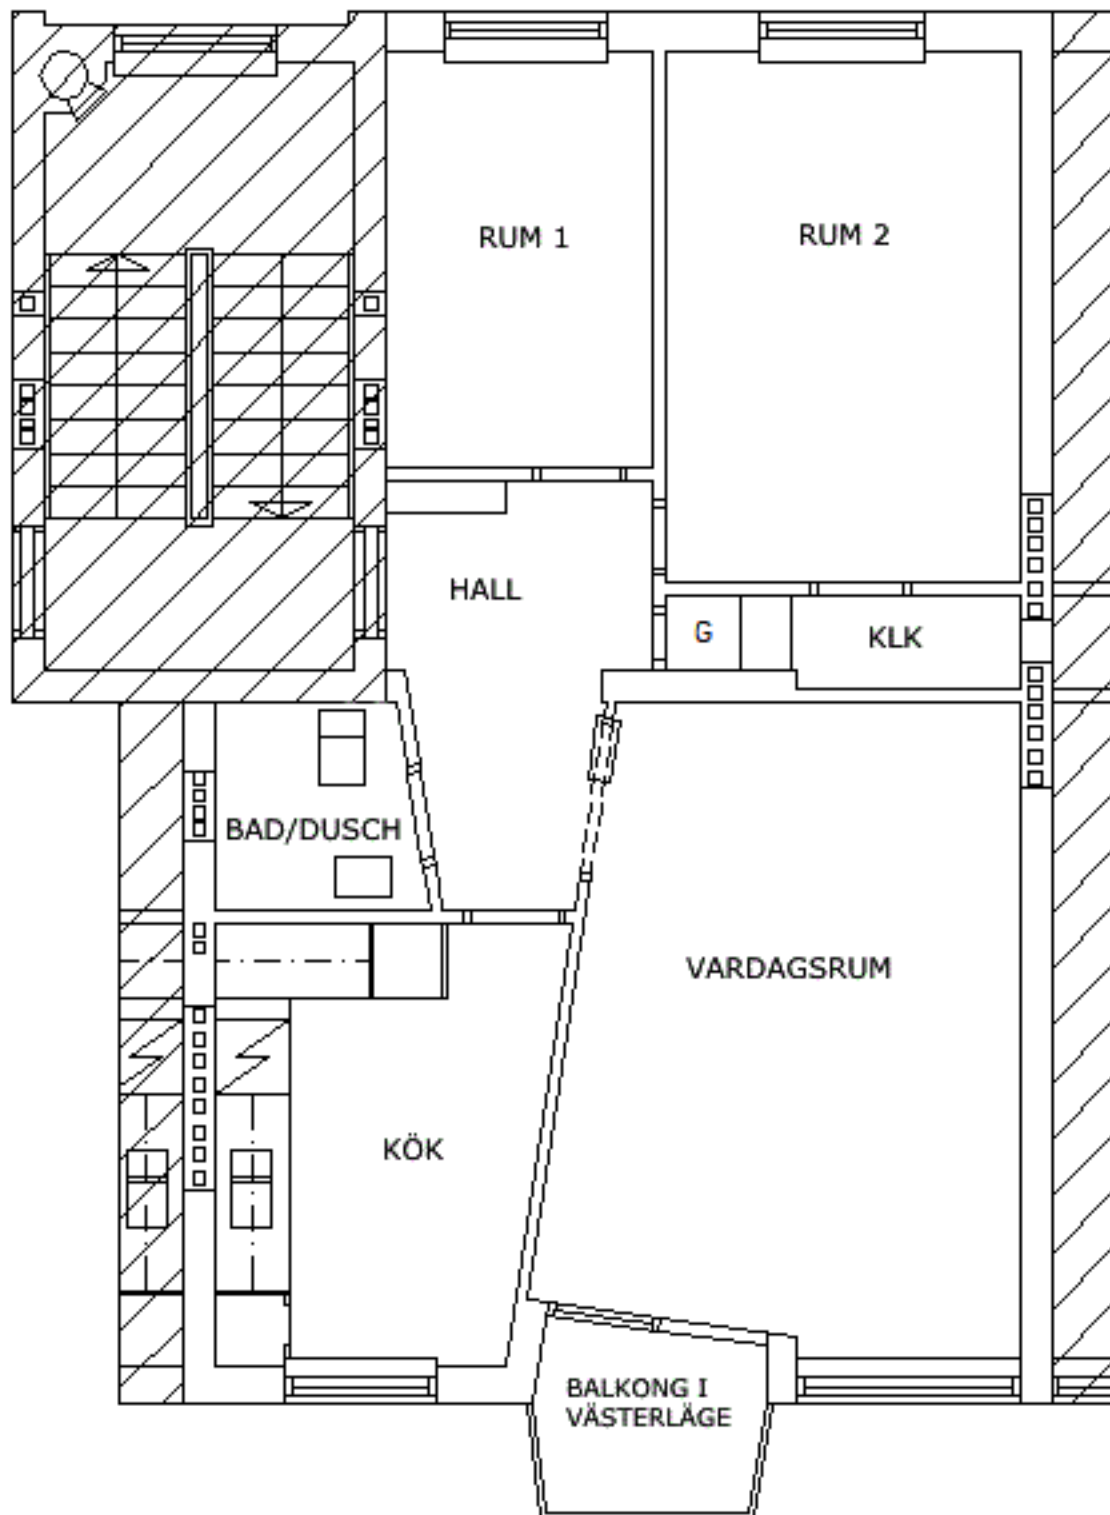 RUM 1
RUM 2
HALL
G
KLK
BAD/DUSCH
VARDAGSRUM
KÖK
BALKONG I
VÄSTERLÄGE